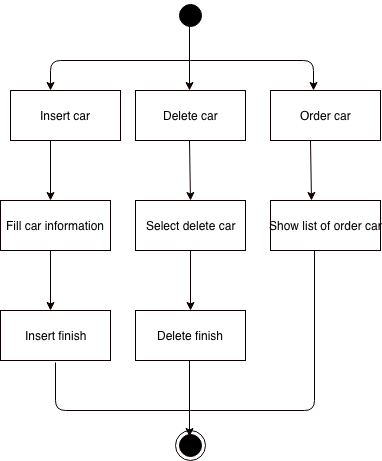 Insert car
Delete car
Order car
Fill car information
Select delete car
Show list of order car
Insert finish
Delete finish